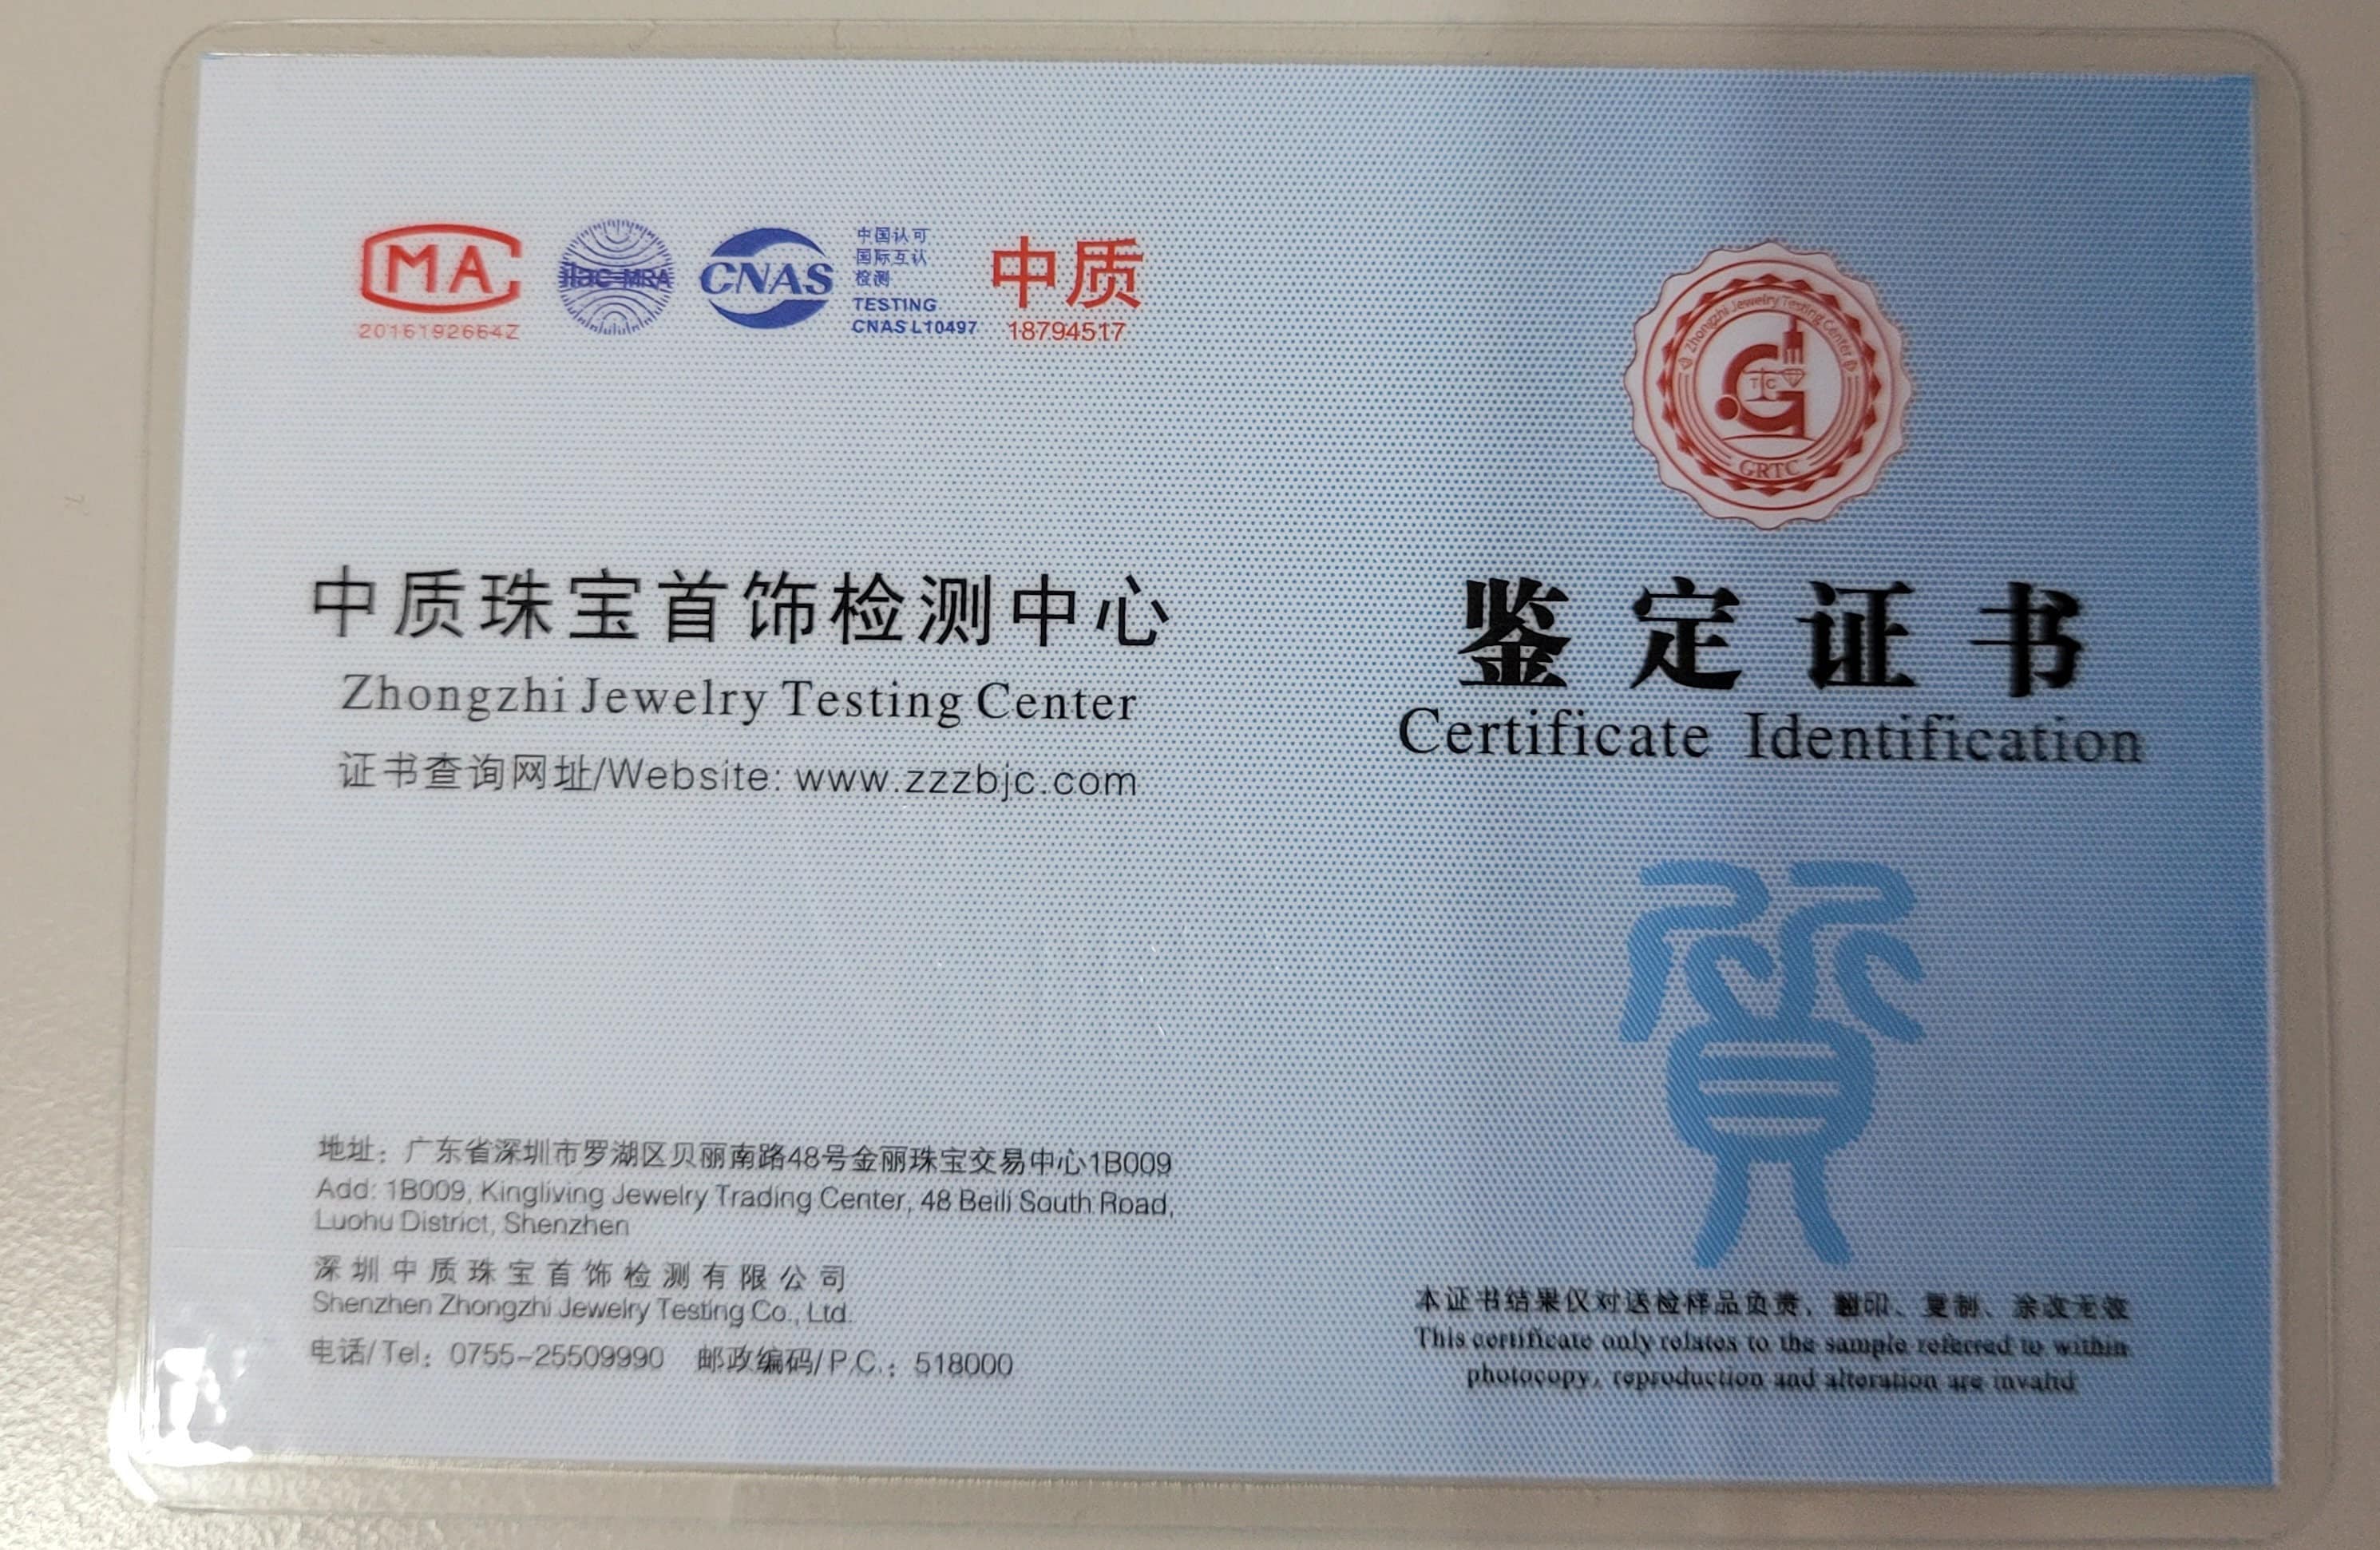 MA
2016192664Z
ilac-MRA
CNAS
中国认可
国际互认
检测
TESTING
CNAS L10497
中质
18794517
中质珠宝首饰检测中心
Zhongzhi Jewelry Testing Center
证书查询网址/Website: www.zzzbjc.com
地址：广东省深圳市罗湖区贝丽南路48号金丽珠宝交易中心1B009
Add: 1B009, Kingliving Jewelry Trading Center, 48 Beili South Road,
Luohu District, Shenzhen
深圳中质珠宝首饰检测有限公司
Shenzhen Zhongzhi Jewelry Testing Co., Ltd.
电话/Tel：0755-25509990 邮政编码/P.C.：518000
Zhongzhi Jewelry Testing Center
G
T C
GRTC
鉴定证书
Certificate Identification
質
本证书结果仅对送检样品负责，翻印、复制、涂改无效
This certificate only relates to the sample referred to within
photocopy, reproduction and alteration are invalid